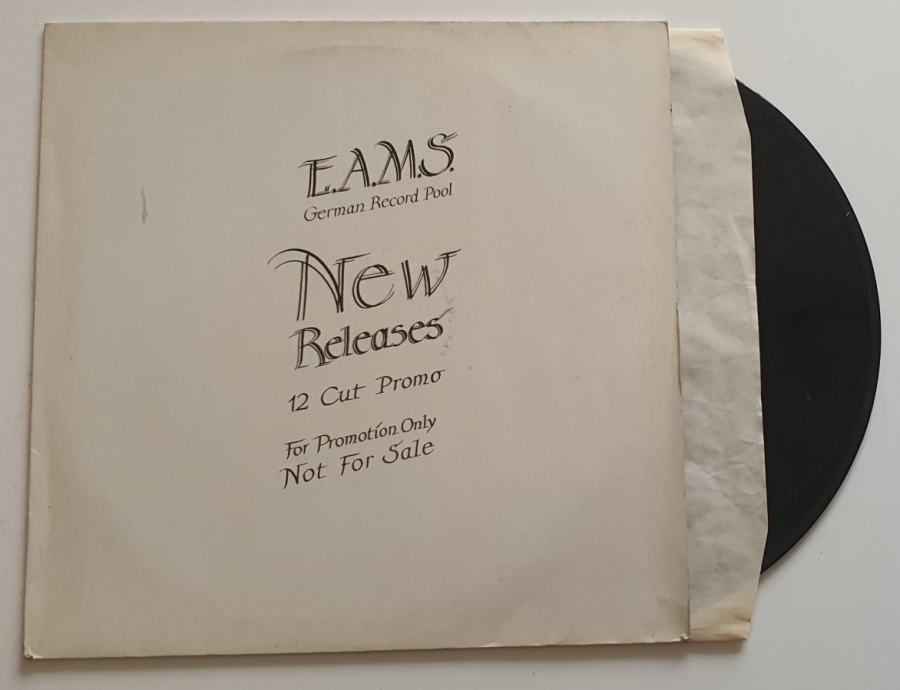 E.A.M.S.
German Record Pool
New
Releases
12 Cut Promo
For Promotion Only
Not For Sale